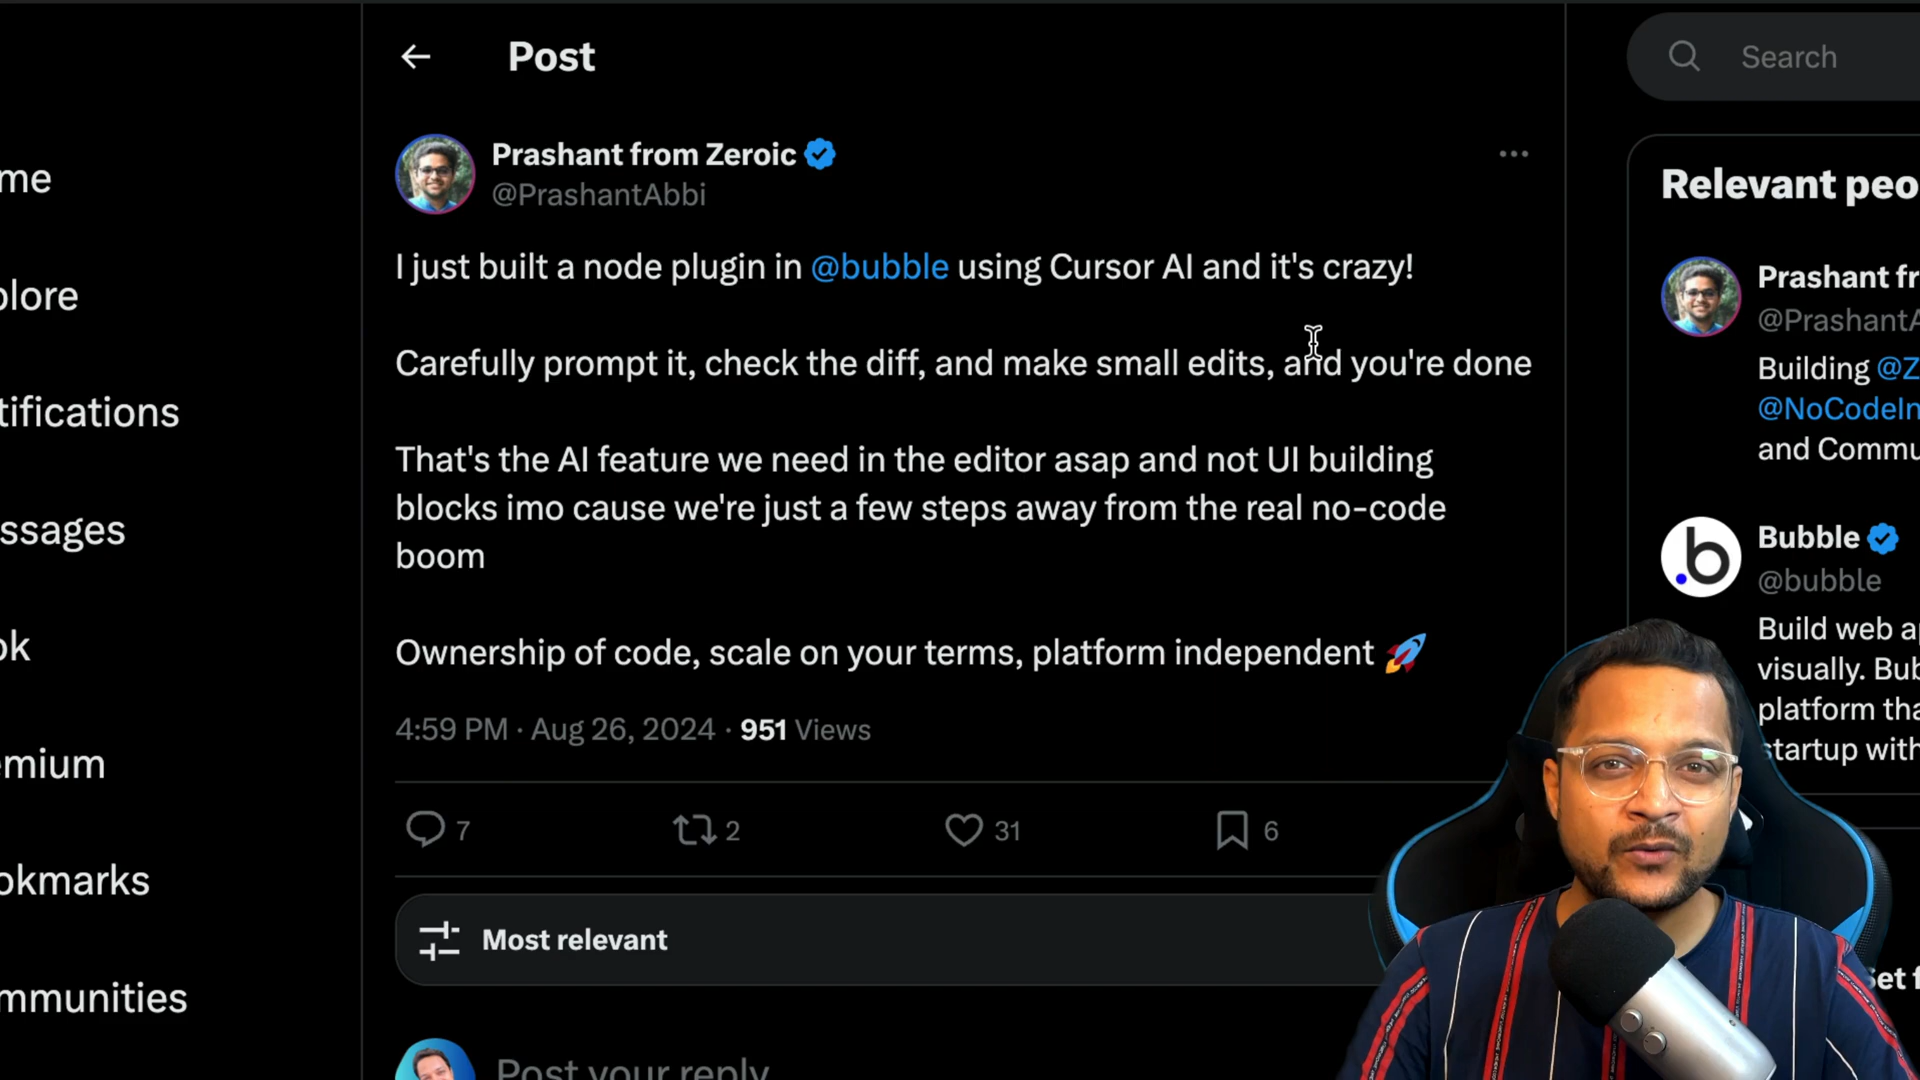 Post
Search
me
plore
tifications
ssages
ok
emium
okmarks
mmunities
Prashant from Zeroic
@PrashantAbbi
I just built a node plugin in @bubble using Cursor AI and it's crazy!
Carefully prompt it, check the diff, and make small edits, and you're done
That's the AI feature we need in the editor asap and not UI building
blocks imo cause we're just a few steps away from the real no-code
boom
Ownership of code, scale on your terms, platform independent 🚀
4:59 PM · Aug 26, 2024 · 951 Views
7 2 31 6
Most relevant
Post your reply
Relevant peo
Prashant fr
@PrashantA
Building @Z
@NoCodeIn
and Commu
Bubble
@bubble
Build web a
visually. Bub
platform tha
startup with
et f